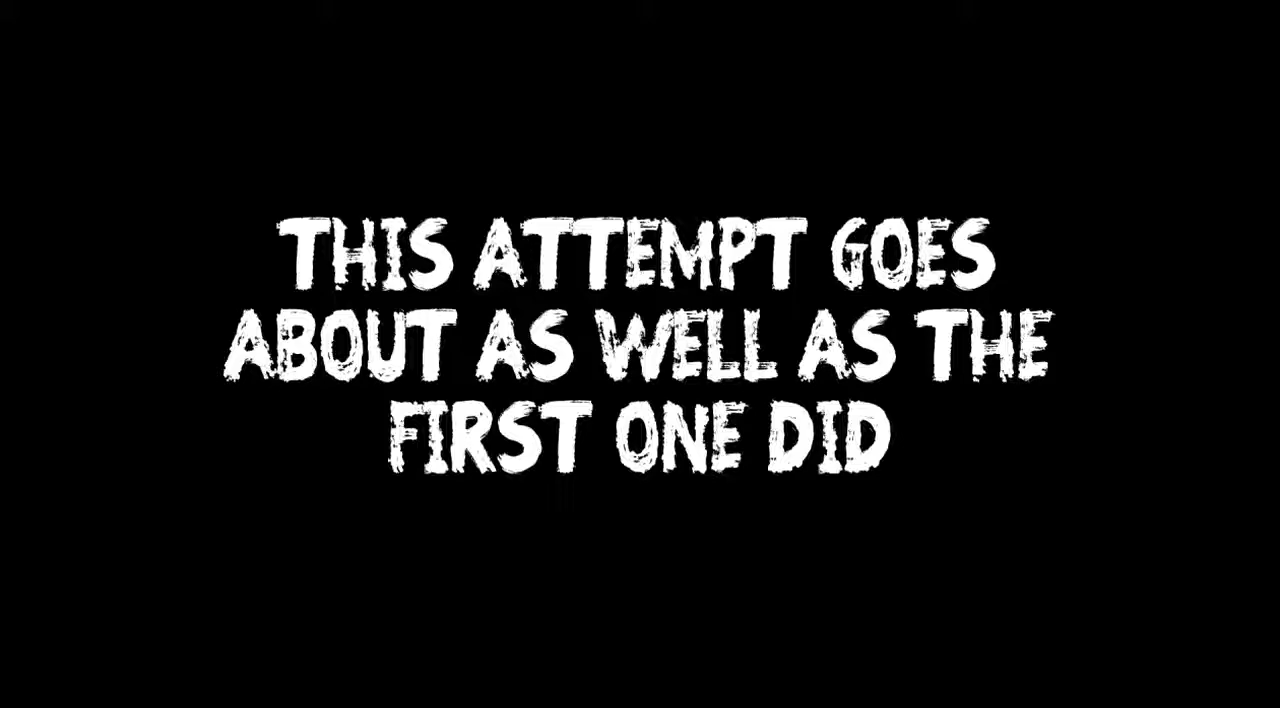 THIS ATTEMPT GOES
ABOUT AS WELL AS THE
FIRST ONE DID